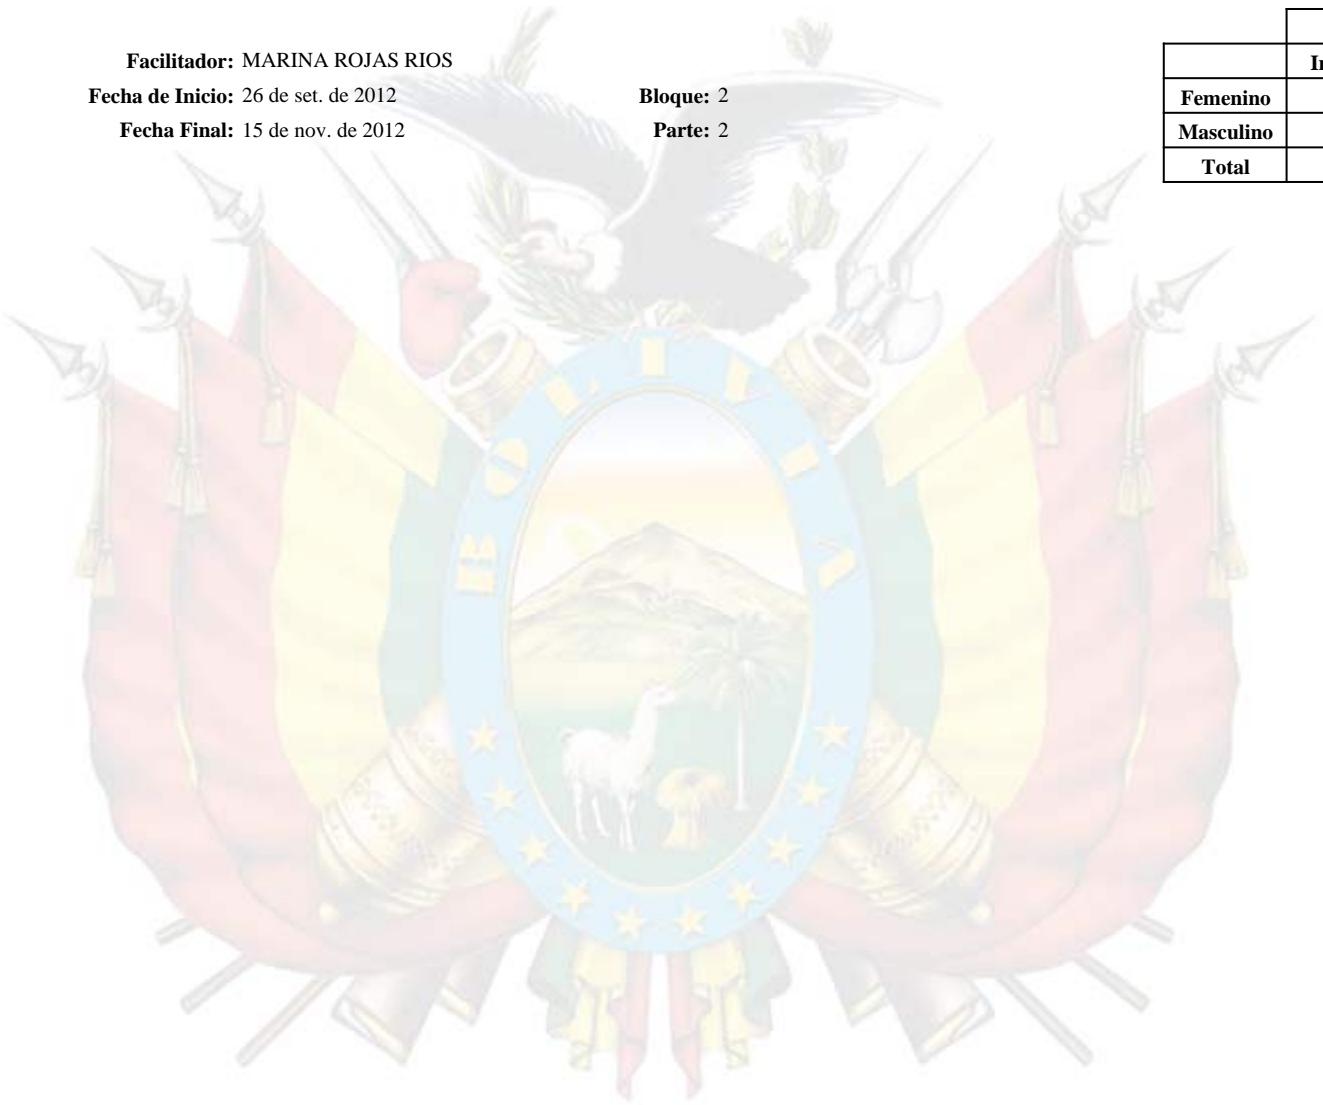 Facilitador: MARINA ROJAS RIOS
Fecha de Inicio: 26 de set. de 2012 Bloque: 2
Fecha Final: 15 de nov. de 2012 Parte: 2
Femenino
Masculino
Total
BOLIVIA